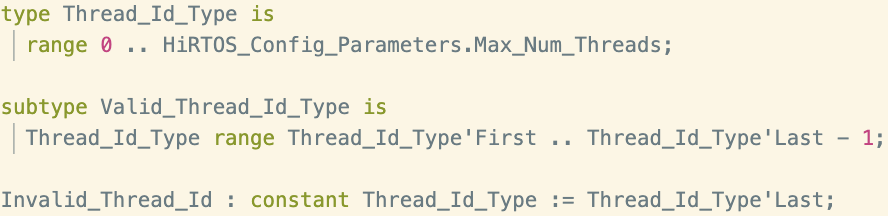 type Thread_Id_Type is
range 0 .. HiRTOS_Config_Parameters.Max_Num_Threads;
subtype Valid_Thread_Id_Type is
Thread_Id_Type range Thread_Id_Type'First .. Thread_Id_Type'Last - 1;
Invalid_Thread_Id : constant Thread_Id_Type := Thread_Id_Type'Last;